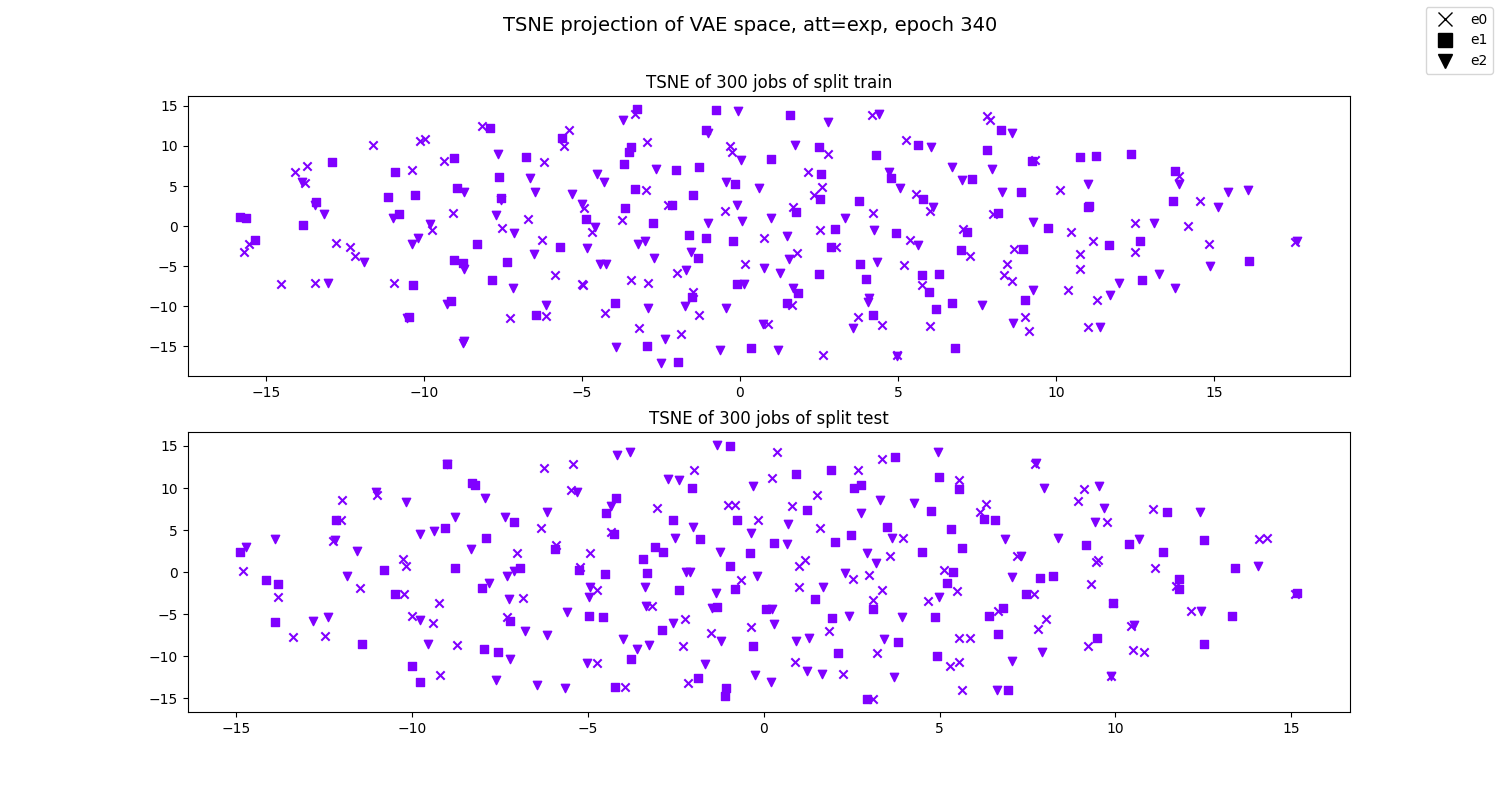 TSNE projection of VAE space, att=exp, epoch 340
e0
e1
e2
TSNE of 300 jobs of split train
15
10
5
0
−5
−10
−15
−15 −10 −5 0 5 10 15
TSNE of 300 jobs of split test
15
10
5
0
−5
−10
−15
−15 −10 −5 0 5 10 15